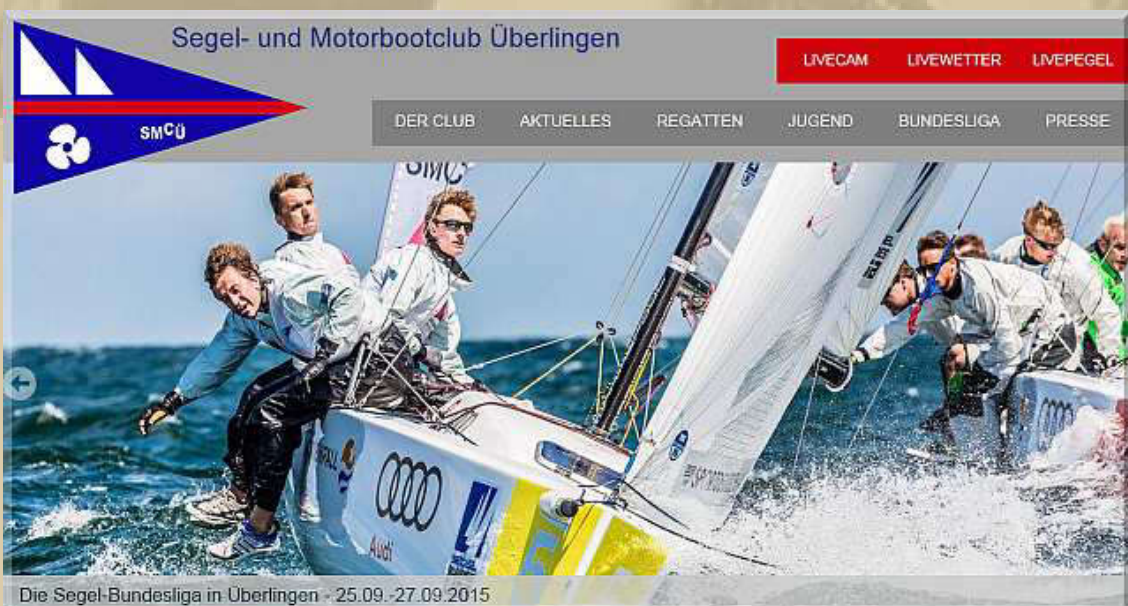 Segel- und Motorbootclub Überlingen
LIVECAM LIVEWETTER LIVEPEGEL
SMCÜ
DER CLUB AKTUELLES REGATTEN JUGEND BUNDESLIGA PRESSE
SMC
Audi
Die Segel-Bundesliga in Überlingen - 25.09.-27.09.2015